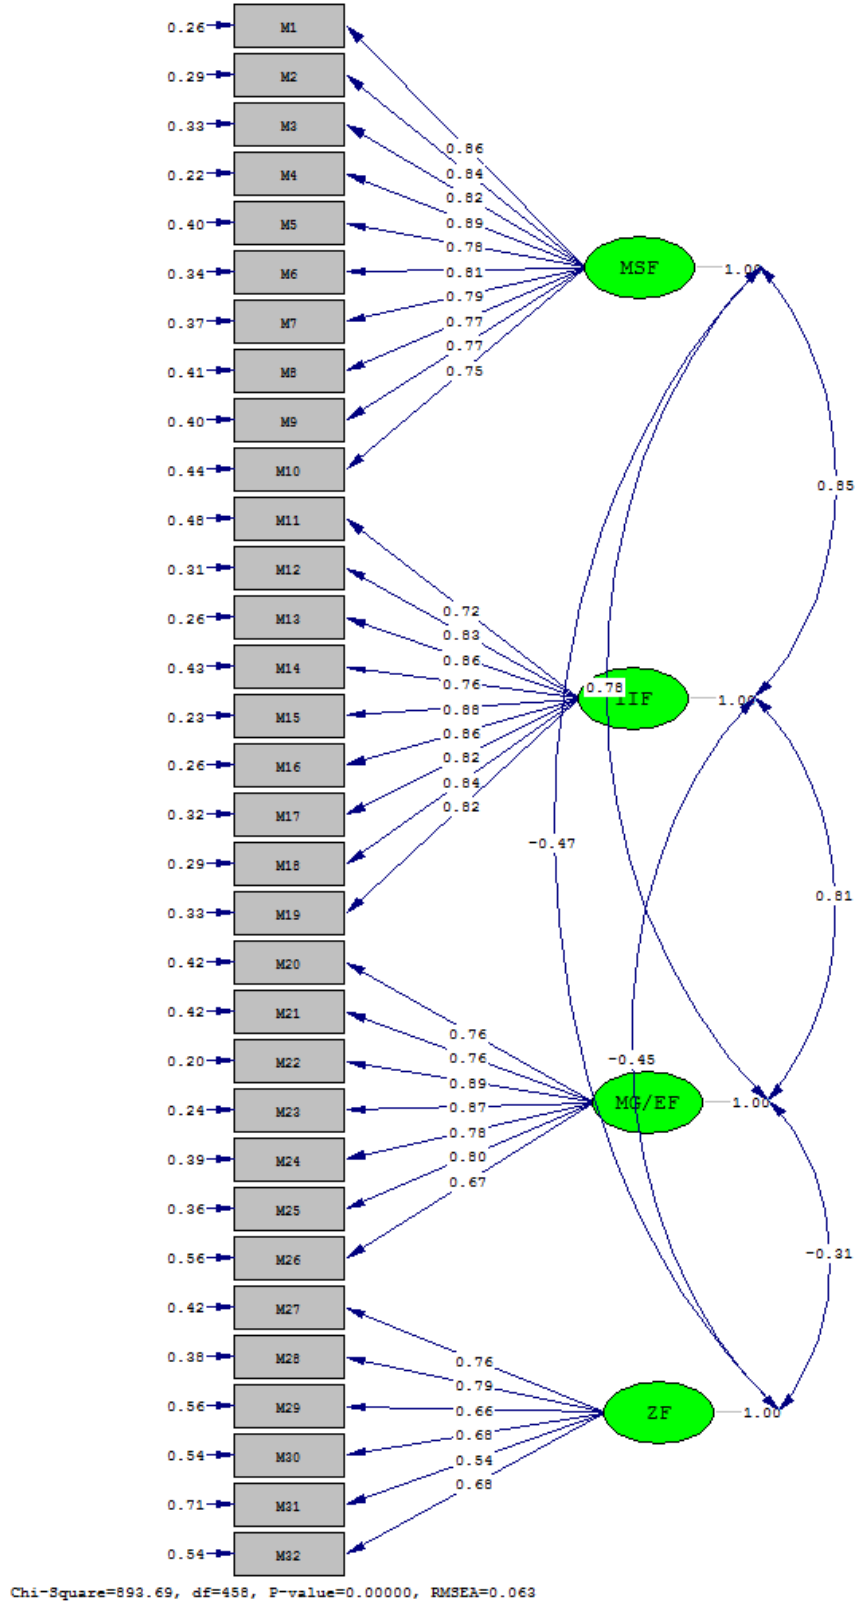 0.26 M1
0.29 M2
0.33 M3
0.86
0.84
0.22 M4
0.82
0.40 M5
0.89
0.78
0.34 M6
0.81
MSF 1.00
0.79
0.37 M7
0.77
0.77
0.41 M8
0.75
0.40 M9
0.44 M10
0.85
0.48 M11
0.31 M12
0.72
0.26 M13
0.83
0.86
0.43 M14
0.76
0.78
IIF 1.00
0.23 M15
0.88
0.86
0.26 M16
0.82
0.84
0.32 M17
0.82
-0.47
0.29 M18
0.81
0.33 M19
0.42 M20
0.42 M21
0.76
0.76
-0.45
0.20 M22
0.89
MG/EF 1.00
0.24 M23
0.87
0.78
0.39 M24
0.80
0.67
0.36 M25
-0.31
0.56 M26
0.42 M27
0.38 M28
0.76
0.79
0.56 M29
0.66
ZF 1.00
0.68
0.54 M30
0.54
0.68
0.71 M31
0.54 M32
Chi-Square=893.69, df=458, P-value=0.00000, RMSEA=0.063